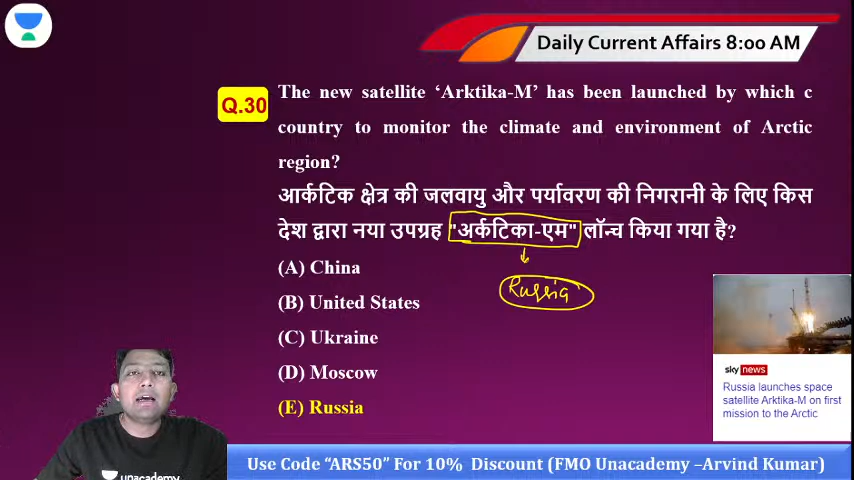 Daily Current Affairs 8:00 AM
Q.30
The new satellite ‘Arktika-M’ has been launched by which c
country to monitor the climate and environment of Arctic
region?
आर्कटिक क्षेत्र की जलवायु और पर्यावरण की निगरानी के लिए किस
देश द्वारा नया उपग्रह "अर्कटिका-एम" लॉन्च किया गया है?
Russia
(A) China
(B) United States
(C) Ukraine
(D) Moscow
(E) Russia
sky news
Russia launches space
satellite Arktika-M on first
mission to the Arctic
unacademy
Use Code “ARS50” For 10% Discount (FMO Unacademy –Arvind Kumar)